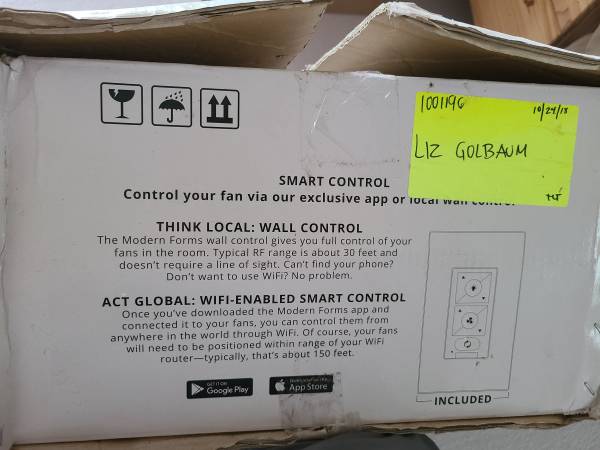 1001196
10/24/18
LIZ GOLBAUM
SMART CONTROL
Control your fan via our exclusive app or local wall control.
THINK LOCAL: WALL CONTROL
The Modern Forms wall control gives you full control of your
fans in the room. Typical RF range is about 30 feet and
doesn't require a line of sight. Can't find your phone?
Don't want to use WiFi? No problem.
ACT GLOBAL: WIFI-ENABLED SMART CONTROL
Once you've downloaded the Modern Forms app and
connected it to your fans, you can control them from
anywhere in the world through WiFi. Of course, your fans
will need to be positioned within range of your WiFi
router—typically, that's about 150 feet.
GET IT ON
Google Play
App Store
INCLUDED